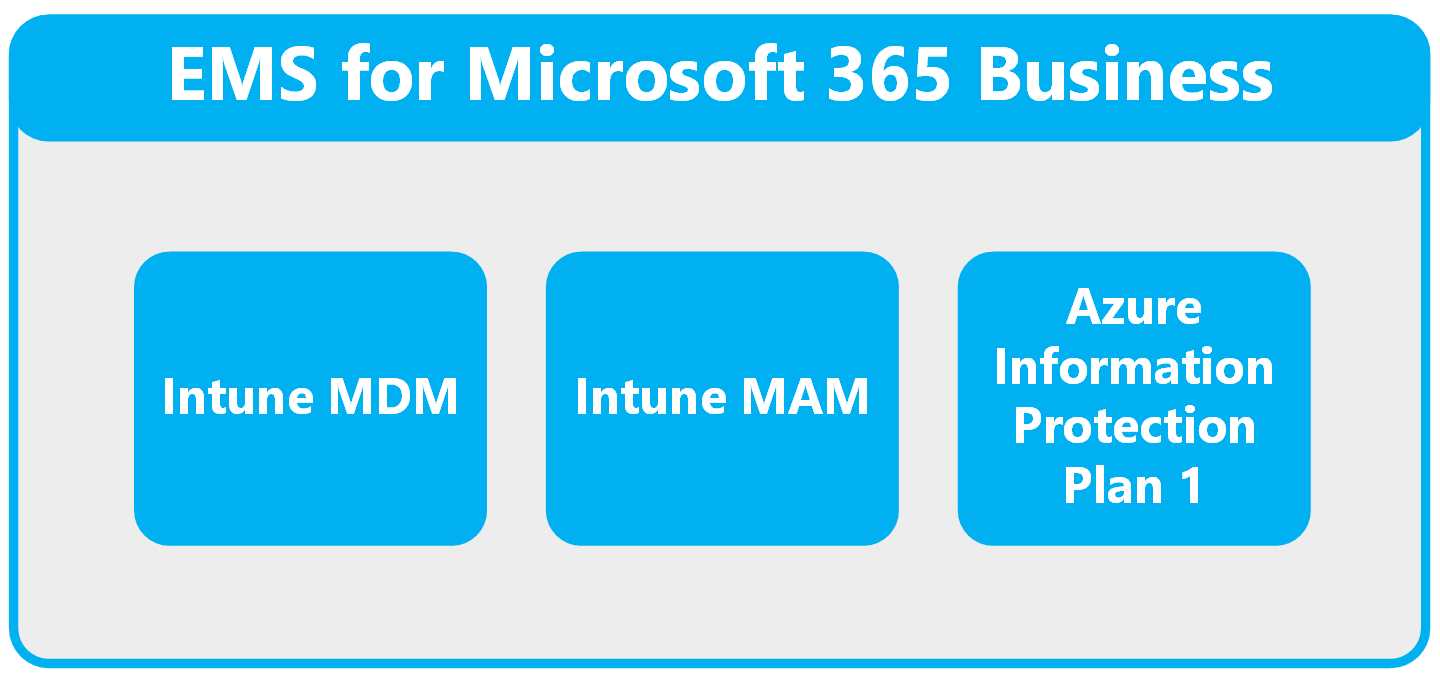 EMS for Microsoft 365 Business
Intune MDM
Intune MAM
Azure
Information
Protection
Plan 1